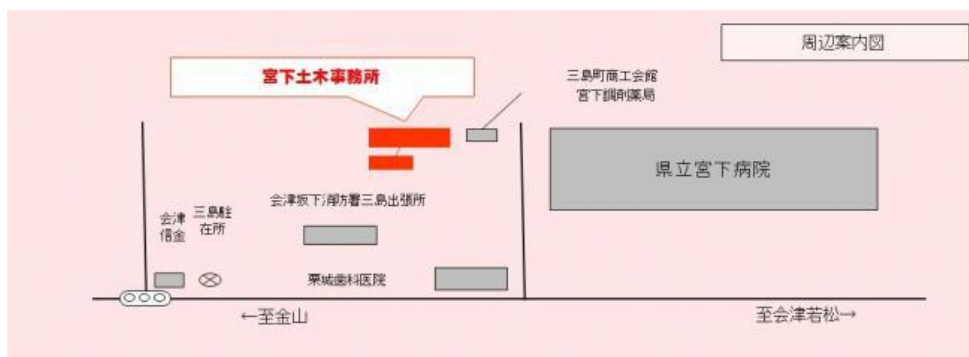 周辺案内図
宮下土木事務所
三島町商工会館
宮下調剤薬局
県立宮下病院
会津坂下消防署三島出張所
会津
信金
三島駐
在所
栗城歯科医院
←至金山
至会津若松→